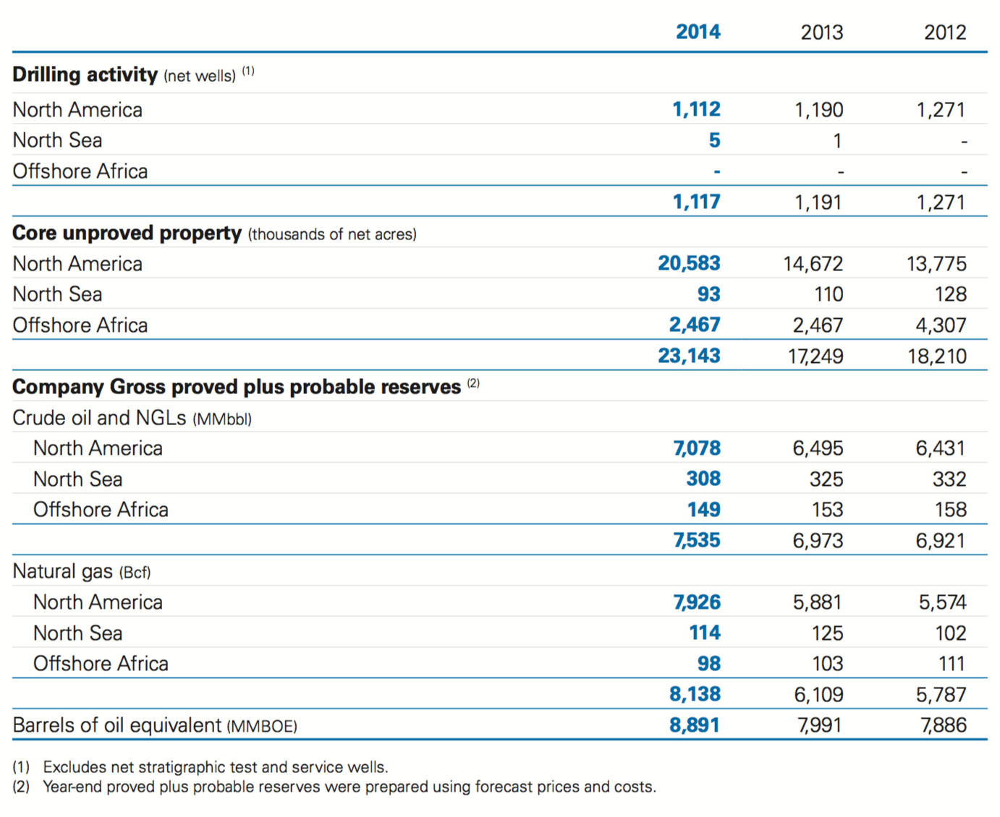 2014 2013 2012
Drilling activity (net wells) (1)
North America 1,112 1,190 1,271
North Sea 5 1 -
Offshore Africa - - -
1,117 1,191 1,271
Core unproved property (thousands of net acres)
North America 20,583 14,672 13,775
North Sea 93 110 128
Offshore Africa 2,467 2,467 4,307
23,143 17,249 18,210
Company Gross proved plus probable reserves (2)
Crude oil and NGLs (MMbbl)
North America 7,078 6,495 6,431
North Sea 308 325 332
Offshore Africa 149 153 158
7,535 6,973 6,921
Natural gas (Bcf)
North America 7,926 5,881 5,574
North Sea 114 125 102
Offshore Africa 98 103 111
8,138 6,109 5,787
Barrels of oil equivalent (MMBOE) 8,891 7,991 7,886
(1) Excludes net stratigraphic test and service wells.
(2) Year-end proved plus probable reserves were prepared using forecast prices and costs.